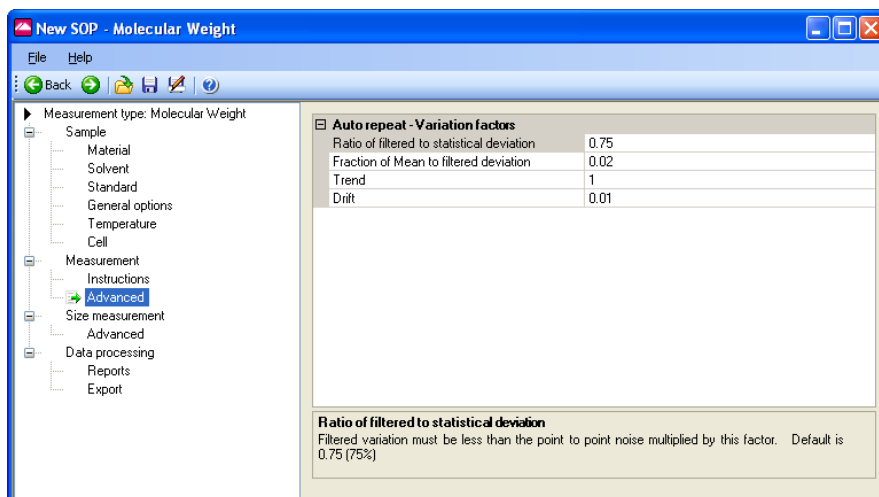 New SOP - Molecular Weight
File Help
Back
Measurement type: Molecular Weight
Sample
Material
Solvent
Standard
General options
Temperature
Cell
Measurement
Instructions
Advanced
Size measurement
Advanced
Data processing
Reports
Export
Auto repeat - Variation factors
Ratio of filtered to statistical deviation 0.75
Fraction of Mean to filtered deviation 0.02
Trend 1
Drift 0.01
Ratio of filtered to statistical deviation
Filtered variation must be less than the point to point noise multiplied by this factor. Default is
0.75 (75%)